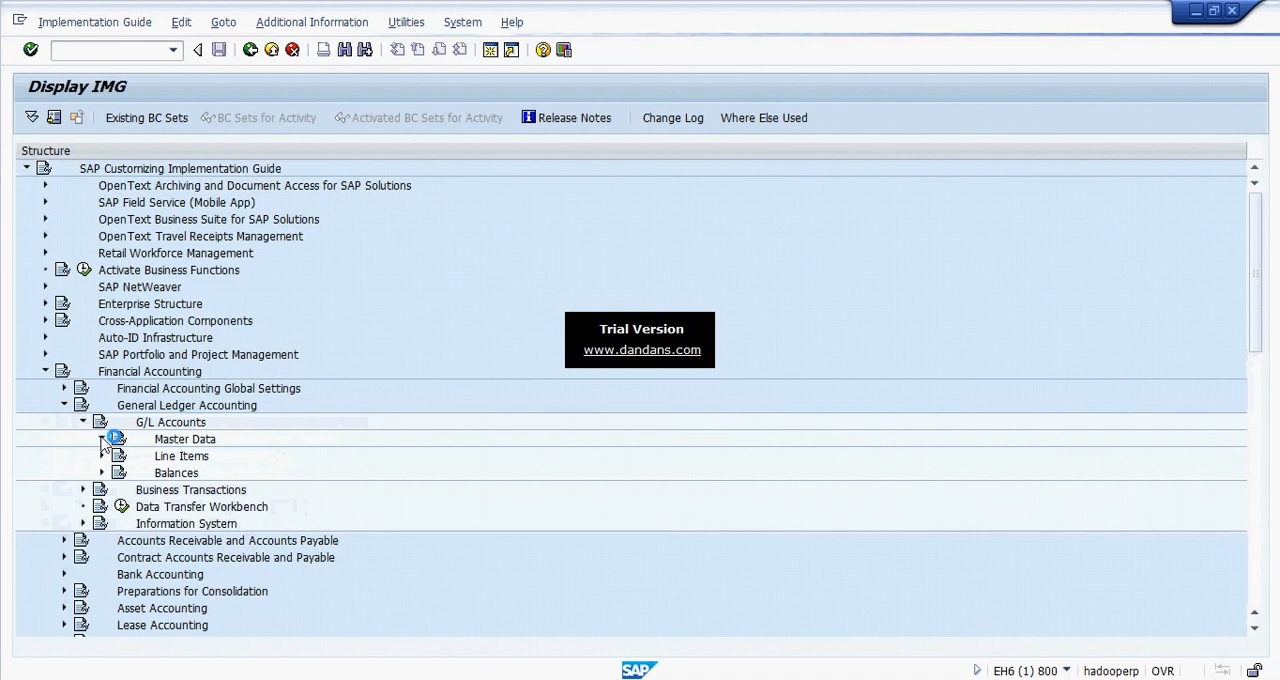 Implementation Guide Edit Goto Additional Information Utilities System Help
Display IMG
Existing BC Sets BC Sets for Activity Activated BC Sets for Activity Release Notes Change Log Where Else Used
Structure
SAP Customizing Implementation Guide
OpenText Archiving and Document Access for SAP Solutions
SAP Field Service (Mobile App)
OpenText Business Suite for SAP Solutions
OpenText Travel Receipts Management
Retail Workforce Management
Activate Business Functions
SAP NetWeaver
Enterprise Structure
Cross-Application Components
Auto-ID Infrastructure
SAP Portfolio and Project Management
Financial Accounting
Financial Accounting Global Settings
General Ledger Accounting
G/L Accounts
Master Data
Line Items
Balances
Business Transactions
Data Transfer Workbench
Information System
Accounts Receivable and Accounts Payable
Contract Accounts Receivable and Payable
Bank Accounting
Preparations for Consolidation
Asset Accounting
Lease Accounting
Trial Version
www.dandans.com
SAP EH6 (1) 800 hadooperp OVR